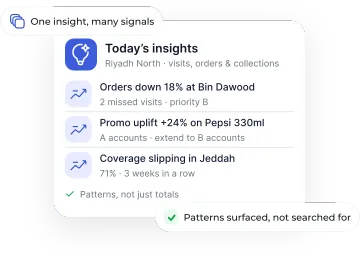 One insight, many signals
Today’s insights
Riyadh North · visits, orders & collections
Orders down 18% at Bin Dawood
2 missed visits · priority B
Promo uplift +24% on Pepsi 330ml
A accounts · extend to B accounts
Coverage slipping in Jeddah
71% · 3 weeks in a row
Patterns, not just totals
Patterns surfaced, not searched for